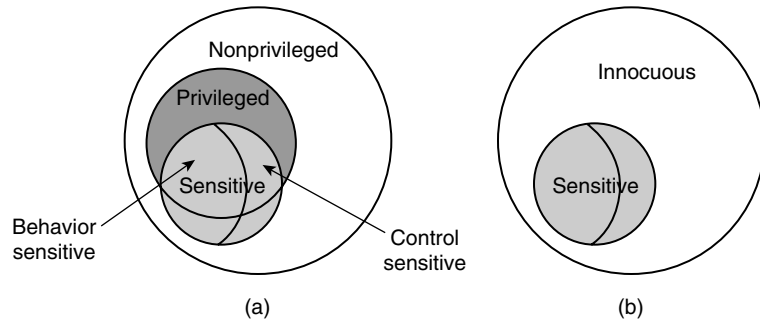 Nonprivileged
Privileged
Sensitive
Behavior
sensitive
Control
sensitive
(a)
Innocuous
Sensitive
(b)